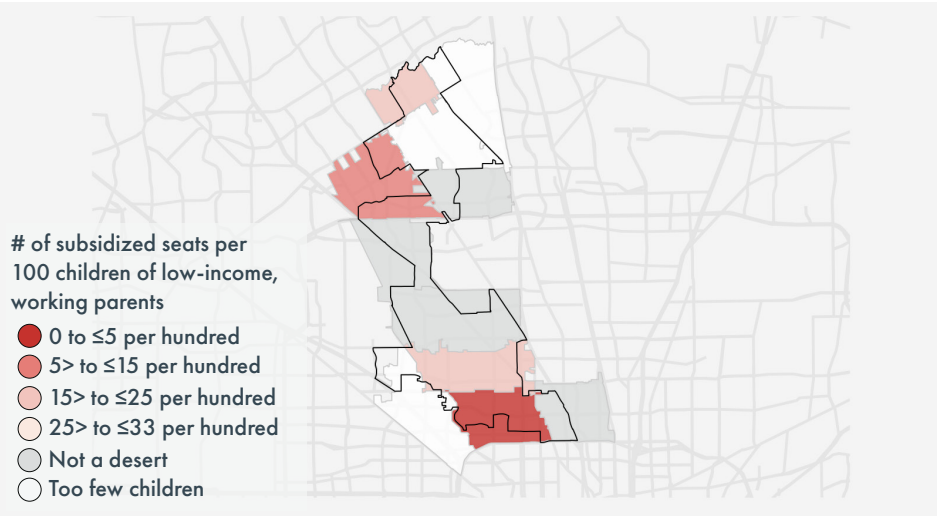 # of subsidized seats per
100 children of low-income,
working parents
0 to ≤5 per hundred
5> to ≤15 per hundred
15> to ≤25 per hundred
25> to ≤33 per hundred
Not a desert
Too few children